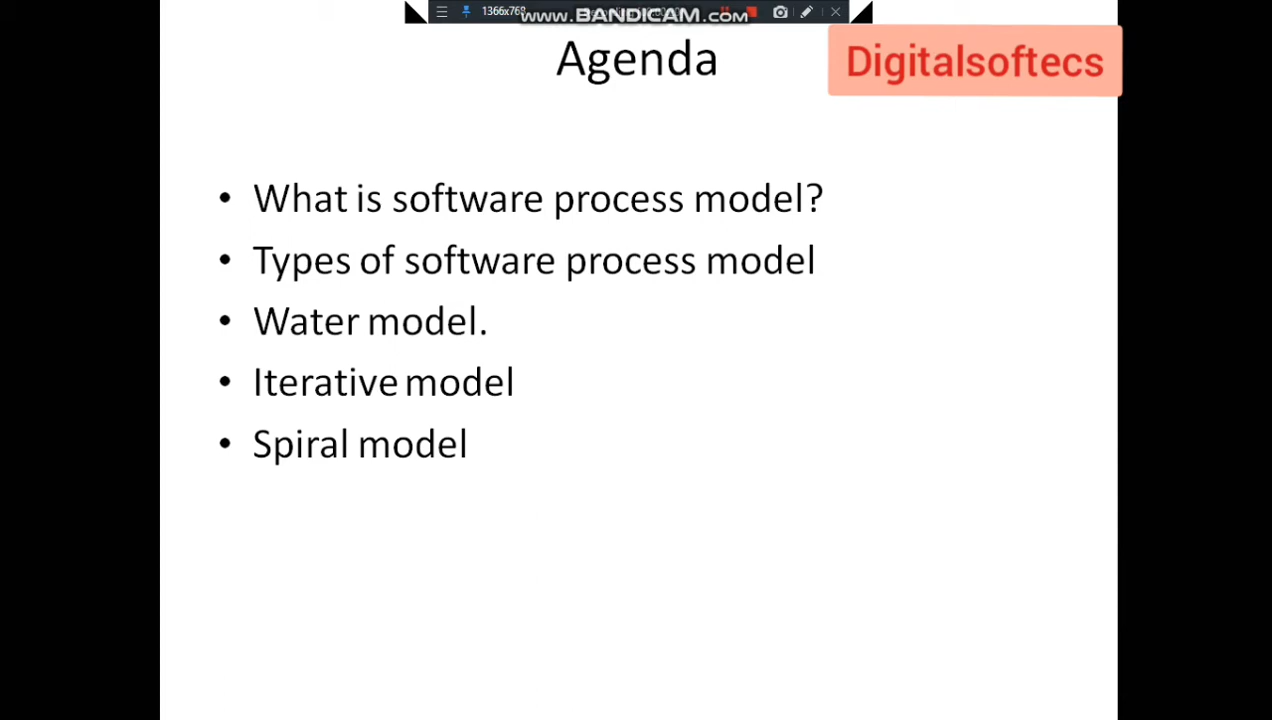 1366x768
www.BANDICAM.com
Agenda
Digitalsoftecs
• What is software process model?
• Types of software process model
• Water model.
• Iterative model
• Spiral model